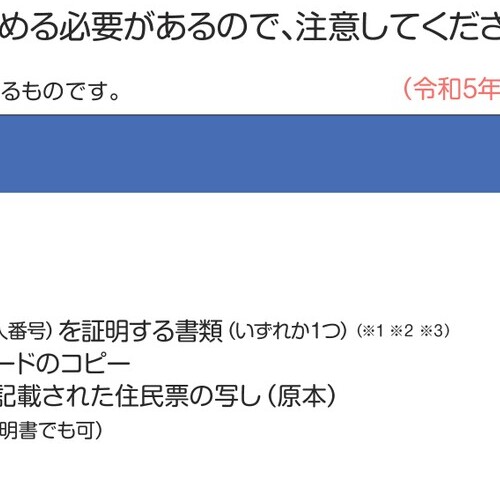 める必要があるので、注意してくださ
るものです。
（令和5年
人番号）を証明する書類（いずれか1つ）（※1 ※2 ※3）
ードのコピー
記載された住民票の写し（原本）
明書でも可）